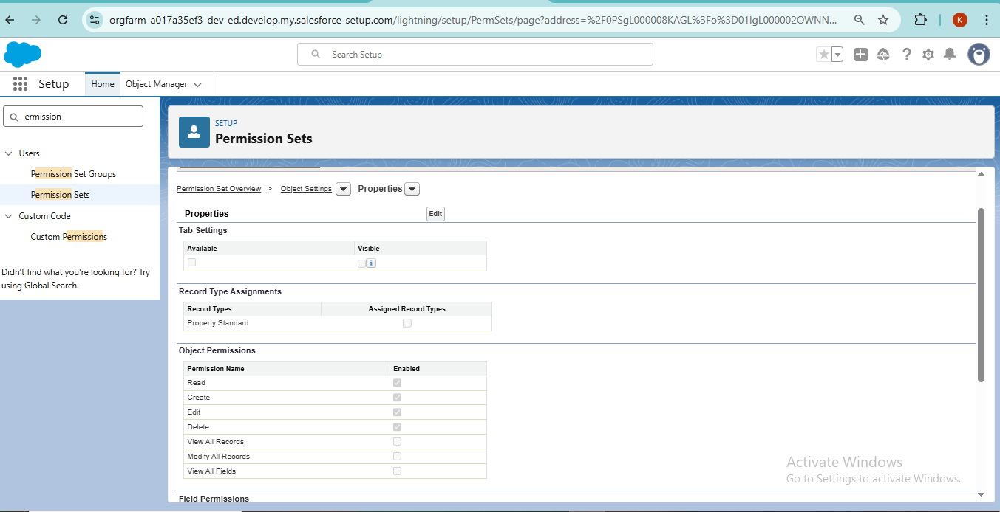 orgfarm-a017a35ef3-dev-ed.develop.my.salesforce-setup.com/lightning/setup/PermSets/page?address=%2F0PSgL000008KAGL%3Fo%3D01IgL000002OWNN...
K
Search Setup
Setup
Home
Object Manager
ermission
Users
Permission Set Groups
Permission Sets
Custom Code
Custom Permissions
Didn't find what you're looking for? Try
using Global Search.
SETUP
Permission Sets
Permission Set Overview > Object Settings Properties
Properties Edit
Tab Settings
Available Visible
i
Record Type Assignments
Record Types Assigned Record Types
Property Standard
Object Permissions
Permission Name Enabled
Read
Create
Edit
Delete
View All Records
Modify All Records
View All Fields
Field Permissions
Activate Windows
Go to Settings to activate Windows.